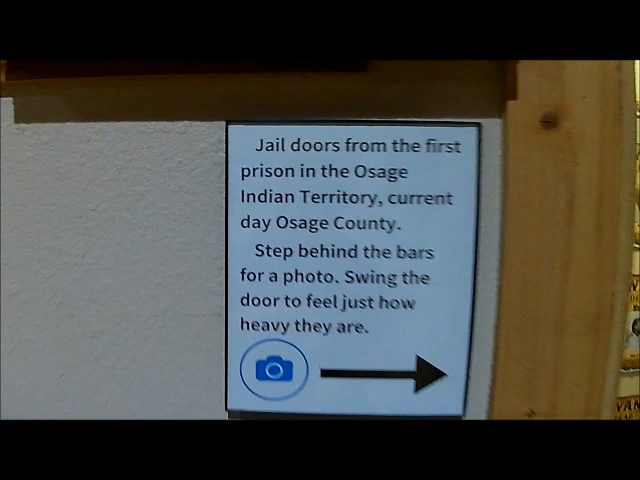 Jail doors from the first
prison in the Osage
Indian Territory, current
day Osage County.
Step behind the bars
for a photo. Swing the
door to feel just how
heavy they are.